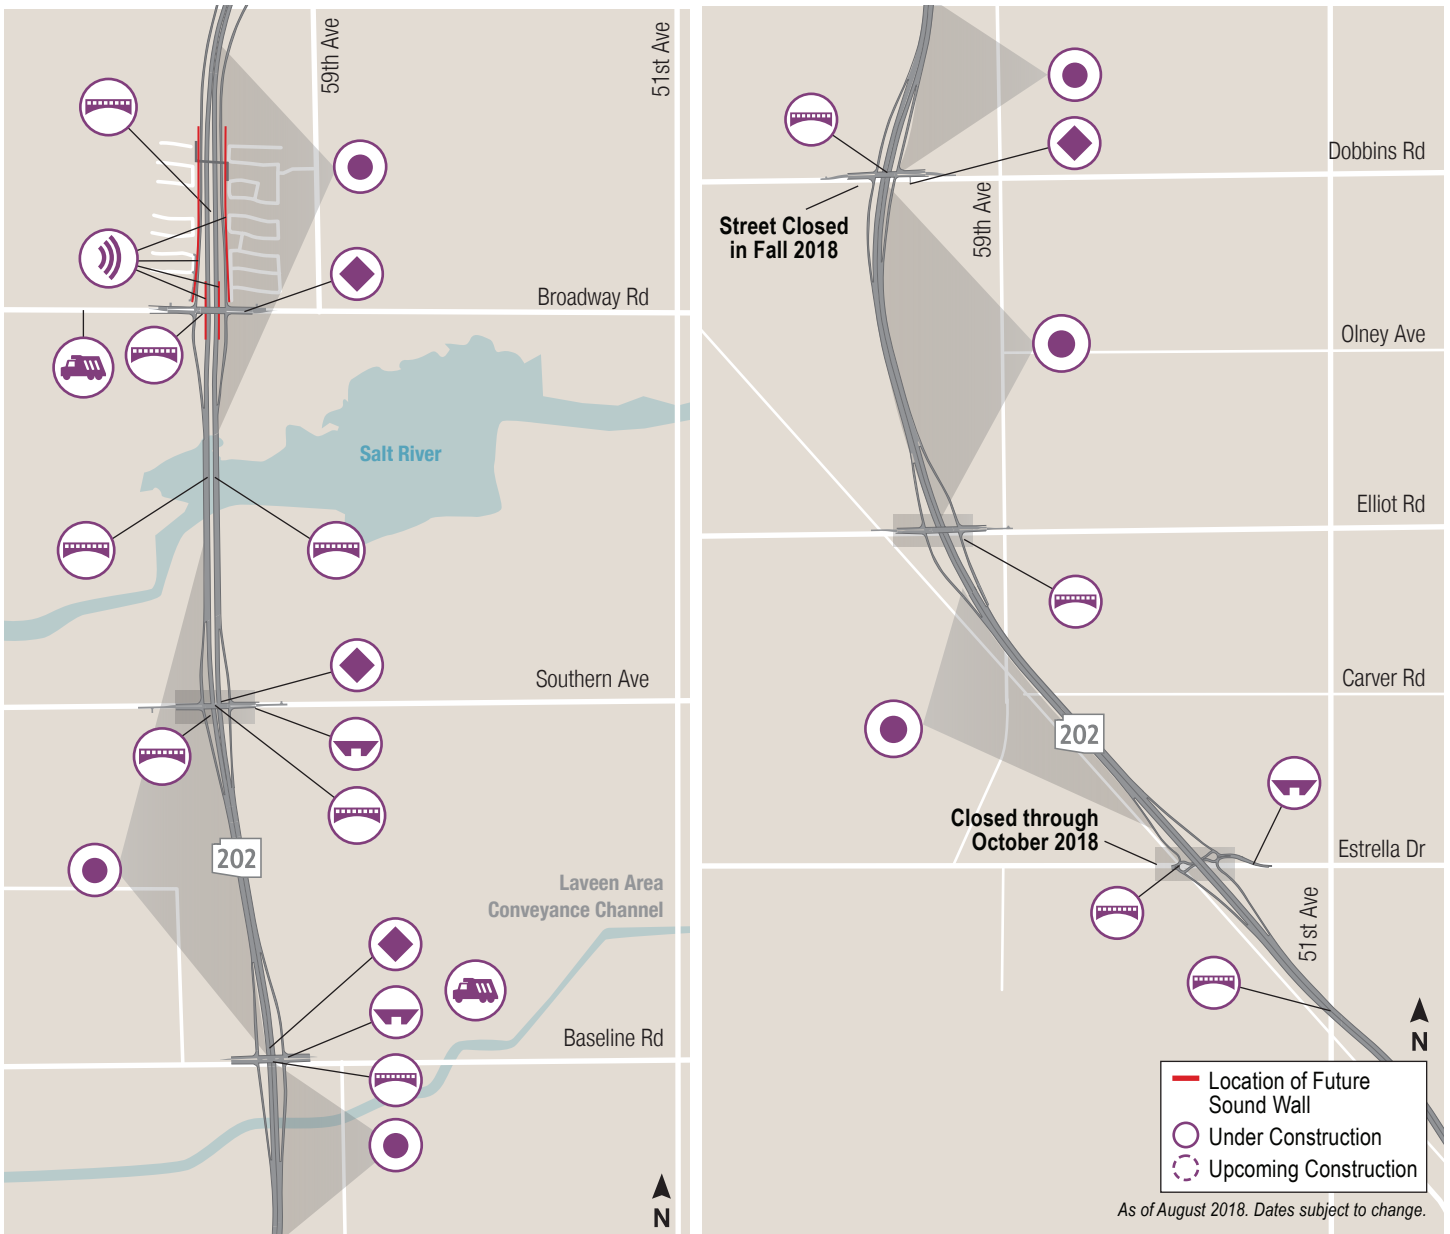 59th Ave
51st Ave
Broadway Rd
Salt River
Southern Ave
202
Laveen Area
Conveyance Channel
Baseline Rd
N
Dobbins Rd
Street Closed
in Fall 2018
59th Ave
Olney Ave
Elliot Rd
Carver Rd
202
Closed through
October 2018
Estrella Dr
51st Ave
N
Location of Future
Sound Wall
Under Construction
Upcoming Construction
As of August 2018. Dates subject to change.